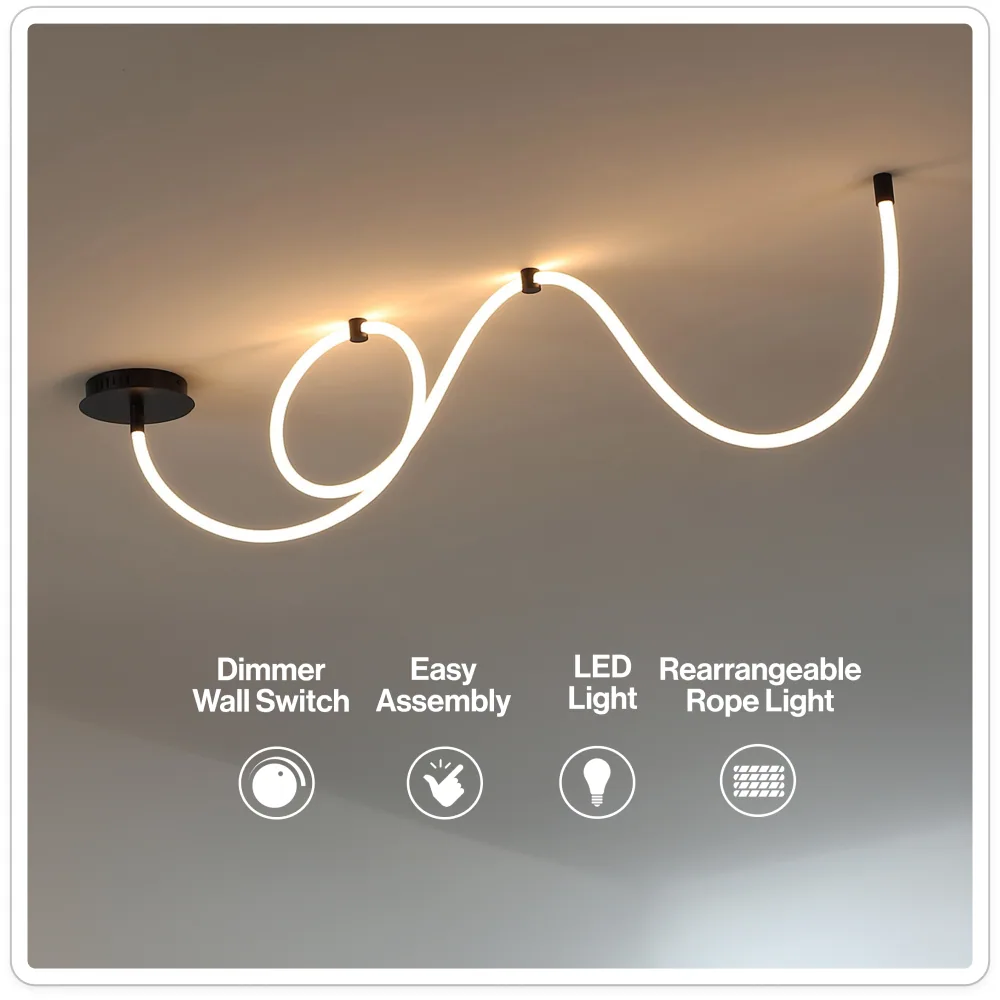 Dimmer
Wall Switch
Easy
Assembly
LED
Light
Rearrangeable
Rope Light